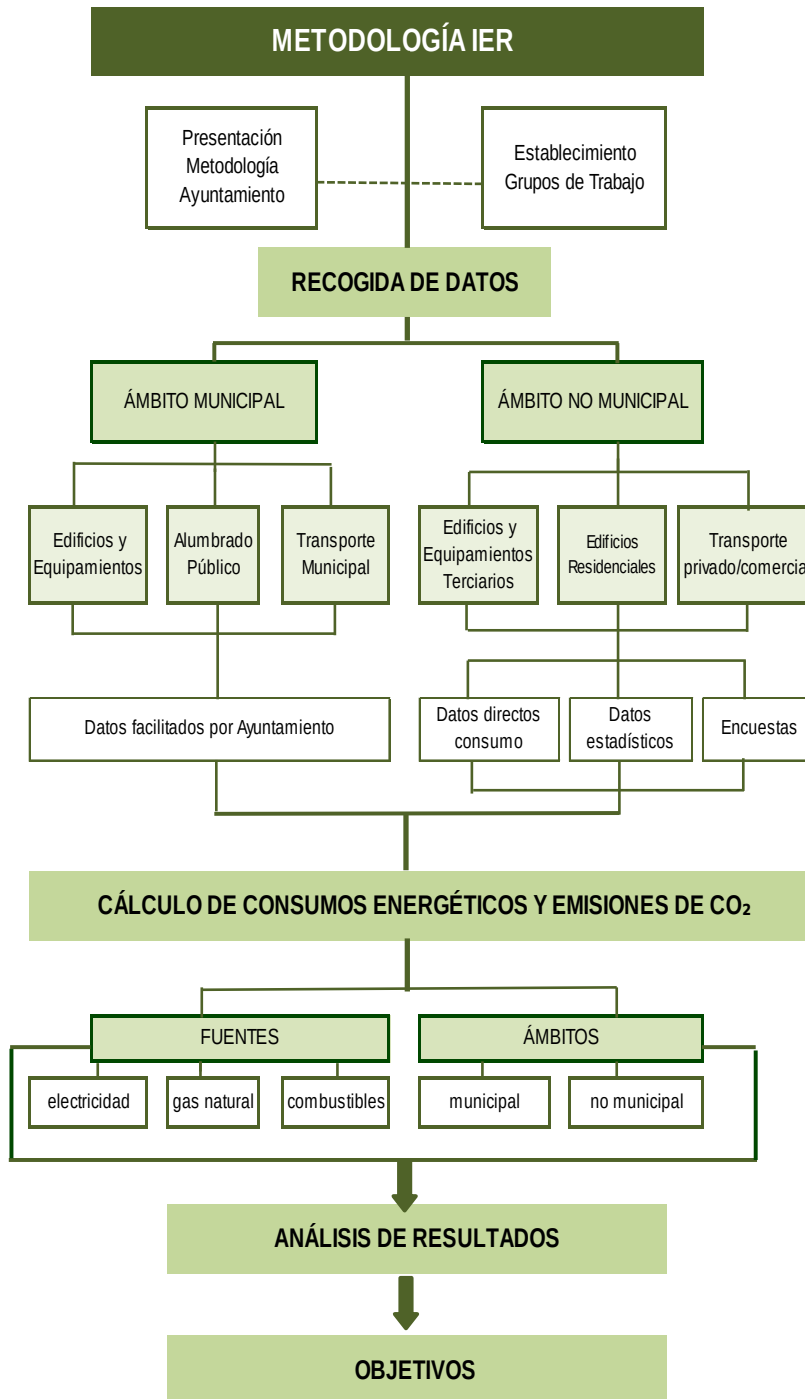 METODOLOGÍA IER
Presentación
Metodología
Ayuntamiento
Establecimiento
Grupos de Trabajo
RECOGIDA DE DATOS
ÁMBITO MUNICIPAL
ÁMBITO NO MUNICIPAL
Edificios y
Equipamientos
Alumbrado
Público
Transporte
Municipal
Edificios y
Equipamientos
Terciarios
Edificios
Residenciales
Transporte
privado/comercia
Datos facilitados por Ayuntamiento
Datos directos
consumo
Datos
estadísticos
Encuestas
CÁLCULO DE CONSUMOS ENERGÉTICOS Y EMISIONES DE CO₂
FUENTES
ÁMBITOS
electricidad
gas natural
combustibles
municipal
no municipal
ANÁLISIS DE RESULTADOS
OBJETIVOS